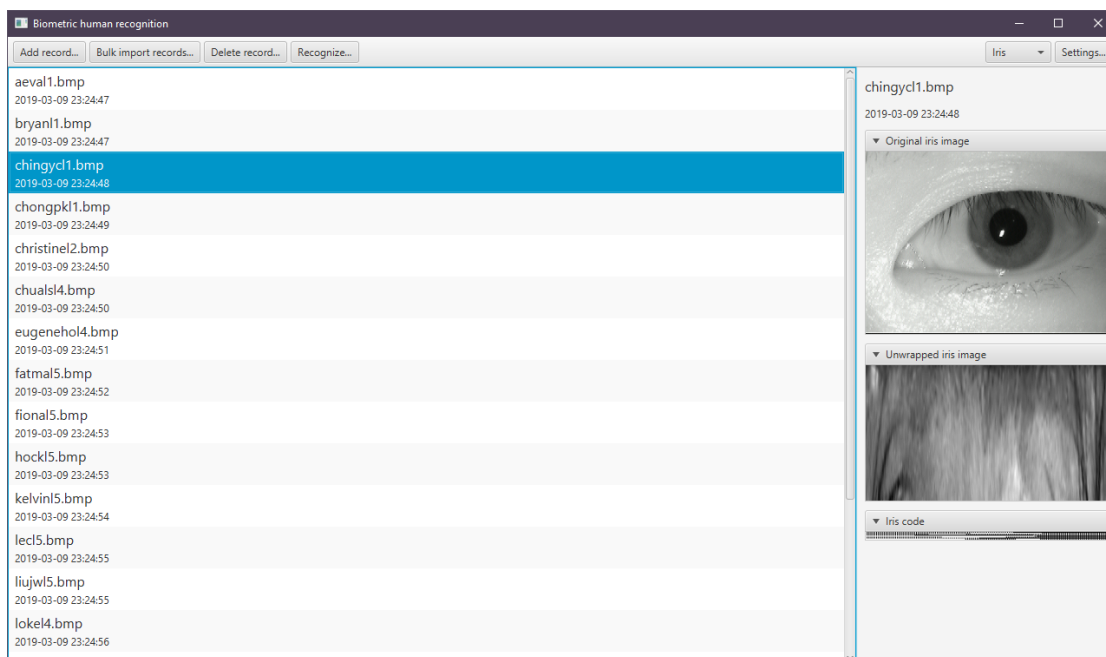 Biometric human recognition
Add record... Bulk import records... Delete record... Recognize... Iris Settings...
aeval1.bmp
2019-03-09 23:24:47
bryanl1.bmp
2019-03-09 23:24:47
chingycl1.bmp
2019-03-09 23:24:48
chongpkl1.bmp
2019-03-09 23:24:49
christinel2.bmp
2019-03-09 23:24:50
chualsl4.bmp
2019-03-09 23:24:50
eugenehol4.bmp
2019-03-09 23:24:51
fatmal5.bmp
2019-03-09 23:24:52
fional5.bmp
2019-03-09 23:24:53
hockl5.bmp
2019-03-09 23:24:53
kelvinl5.bmp
2019-03-09 23:24:54
lecl5.bmp
2019-03-09 23:24:55
liujwl5.bmp
2019-03-09 23:24:55
lokel4.bmp
2019-03-09 23:24:56
chingycl1.bmp
2019-03-09 23:24:48
Original iris image
Unwrapped iris image
Iris code